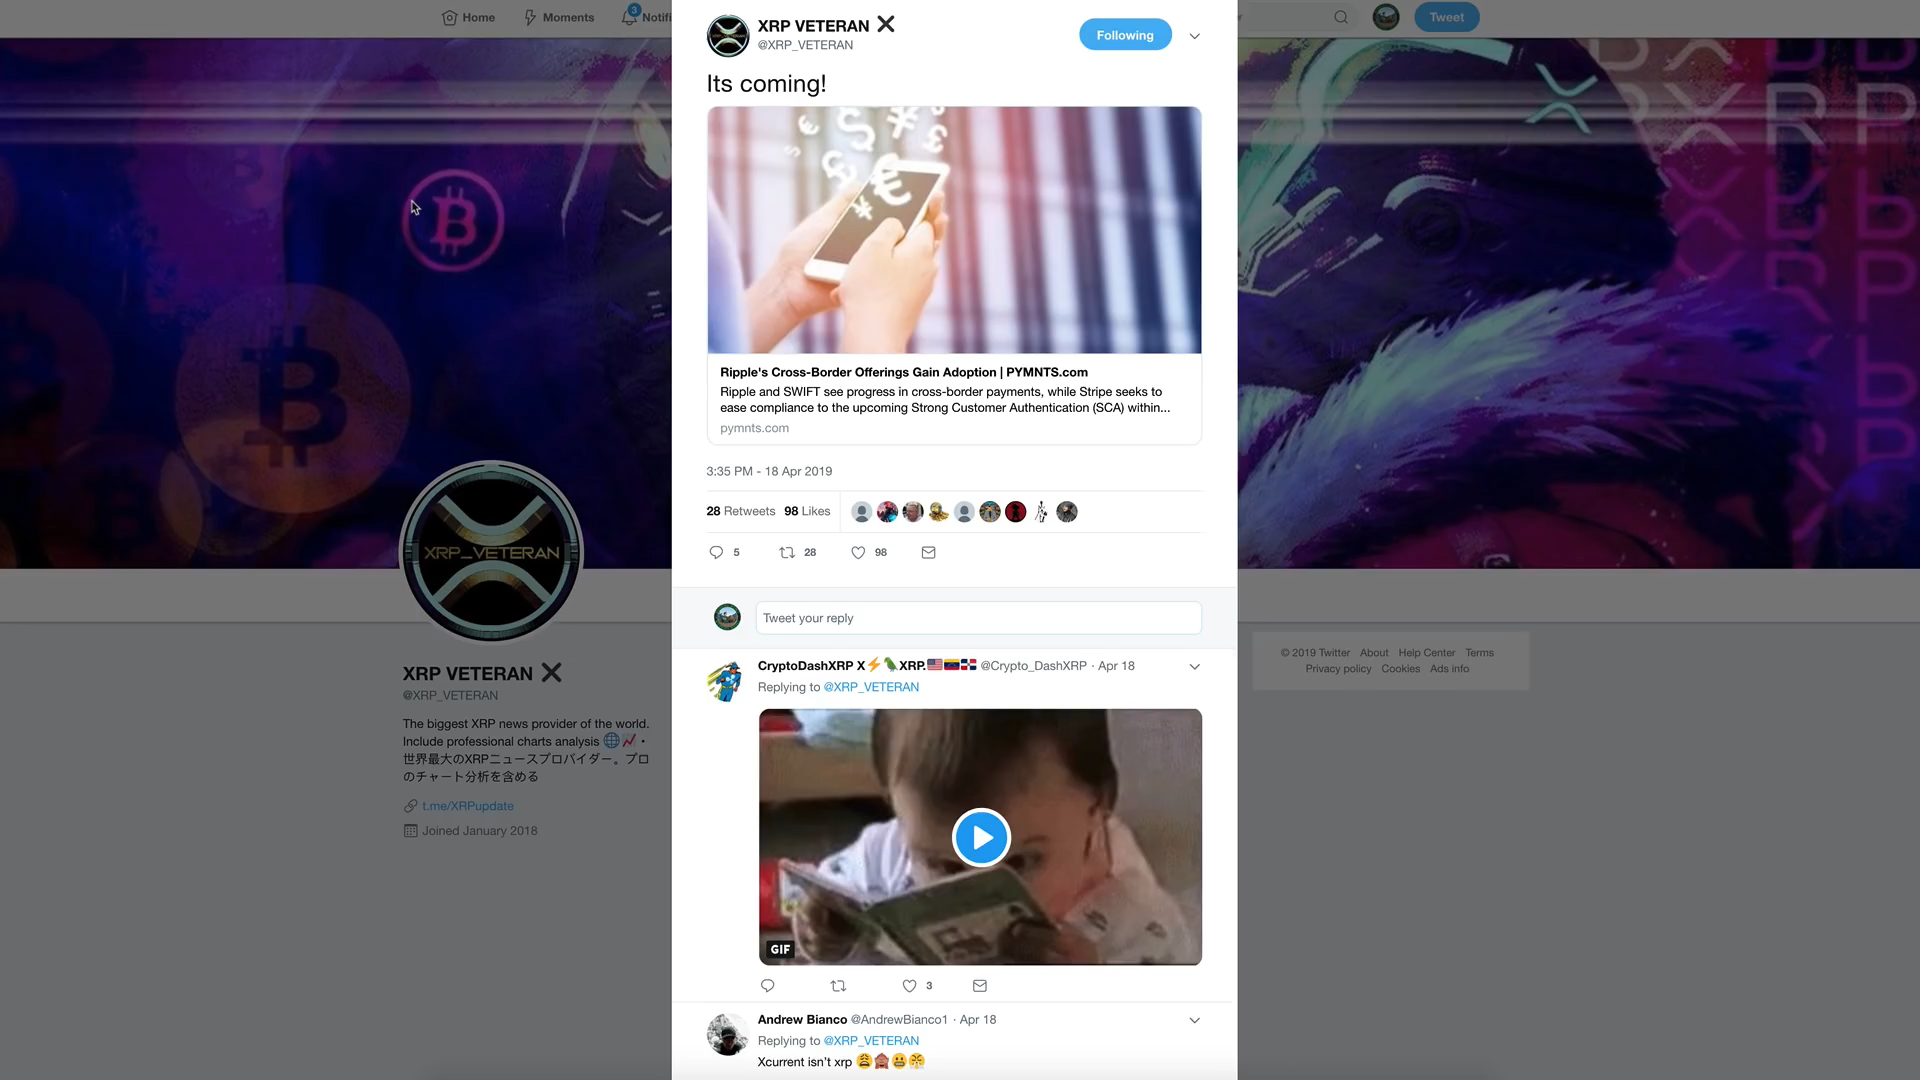 Home
Moments
3
Notifi
Tweet
XRP VETERAN
@XRP_VETERAN
Following
Its coming!
Ripple's Cross-Border Offerings Gain Adoption | PYMNTS.com
Ripple and SWIFT see progress in cross-border payments, while Stripe seeks to
ease compliance to the upcoming Strong Customer Authentication (SCA) within...
pymnts.com
3:35 PM - 18 Apr 2019
28 Retweets 98 Likes
5 28 98
Tweet your reply
CryptoDashXRP X⚡🦜XRP.🇺🇸🇻🇪🇩🇴 @Crypto_DashXRP · Apr 18
Replying to @XRP_VETERAN
GIF
3
Andrew Bianco @AndrewBianco1 · Apr 18
Replying to @XRP_VETERAN
Xcurrent isn't xrp 😩🙈😬😤
XRP_VETERAN
XRP VETERAN
@XRP_VETERAN
The biggest XRP news provider of the world.
Include professional charts analysis 🌐📈・
世界最大のXRPニュースプロバイダー。プロ
のチャート分析を含める
t.me/XRPupdate
Joined January 2018
© 2019 Twitter About Help Center Terms
Privacy policy Cookies Ads info